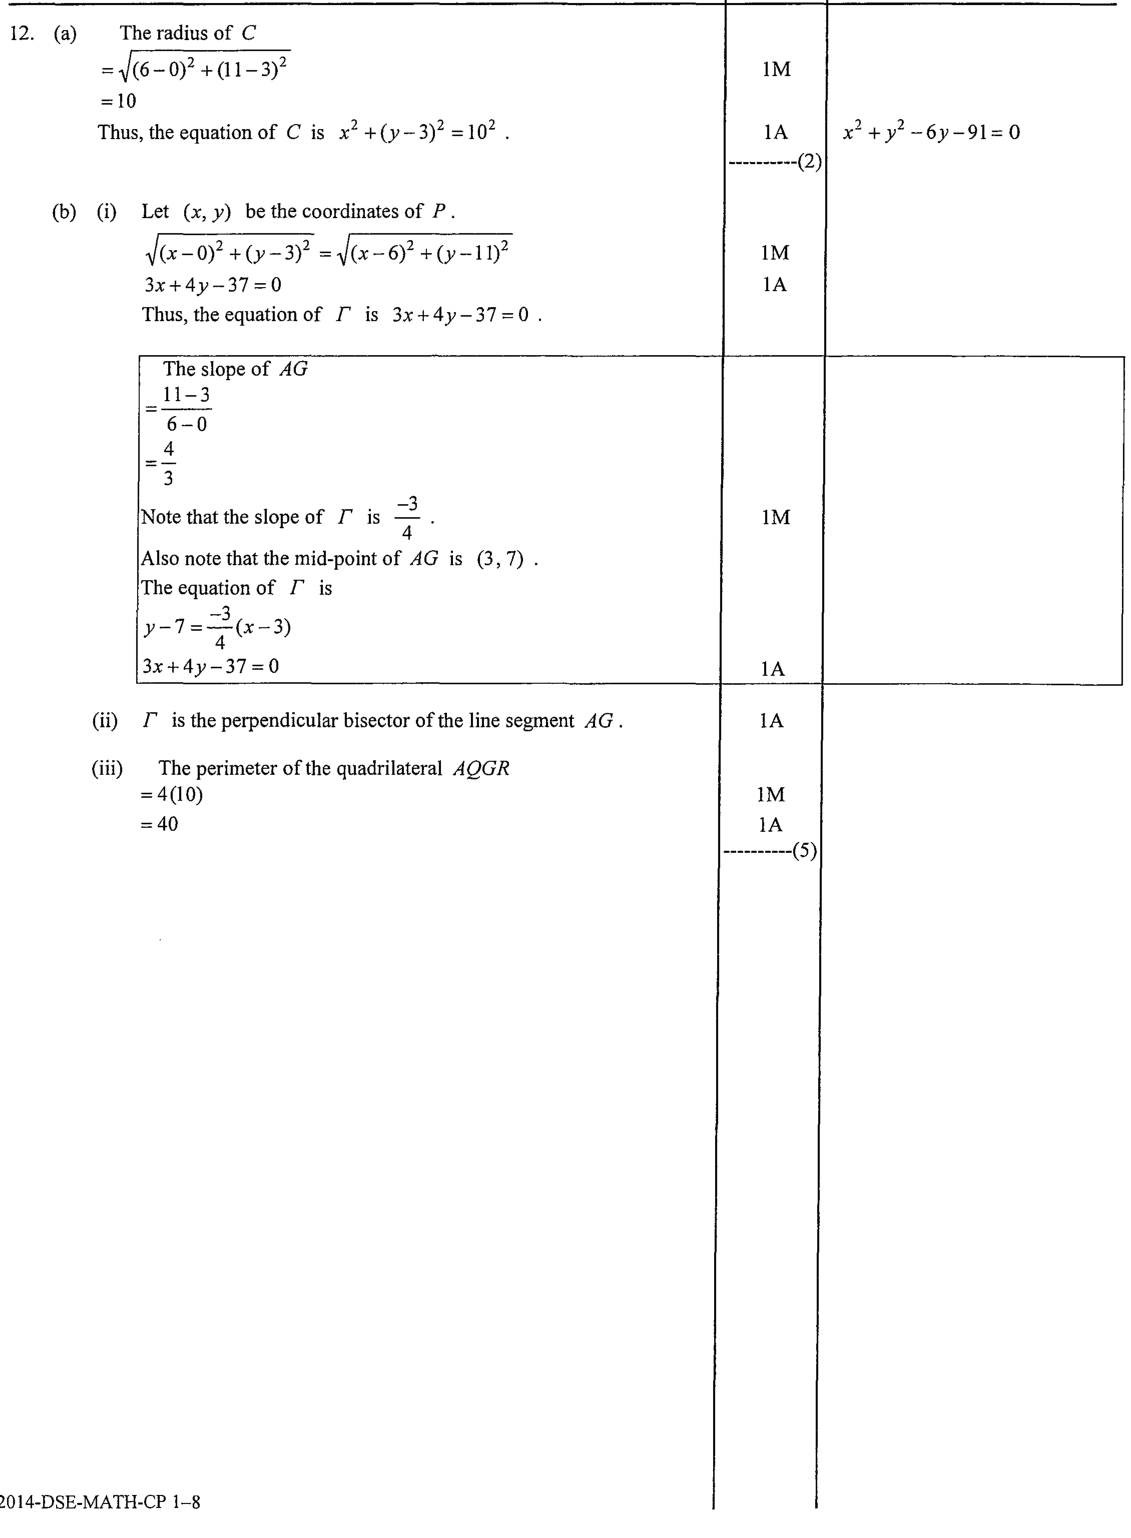 12. (a) The radius of C
= √((6−0)² + (11−3)²) 1M
= 10
Thus, the equation of C is x² + (y−3)² = 10² . 1A x² + y² − 6y − 91 = 0
----------(2)
(b) (i) Let (x, y) be the coordinates of P .
√((x−0)² + (y−3)²) = √((x−6)² + (y−11)²) 1M
3x + 4y − 37 = 0 1A
Thus, the equation of Γ is 3x + 4y − 37 = 0 .
The slope of AG
= (11−3)/(6−0)
= 4/3
Note that the slope of Γ is −3/4 . 1M
Also note that the mid-point of AG is (3, 7) .
The equation of Γ is
y − 7 = −3/4 (x − 3)
3x + 4y − 37 = 0 1A
(ii) Γ is the perpendicular bisector of the line segment AG . 1A
(iii) The perimeter of the quadrilateral AQGR
= 4(10) 1M
= 40 1A
----------(5)
2014-DSE-MATH-CP 1–8